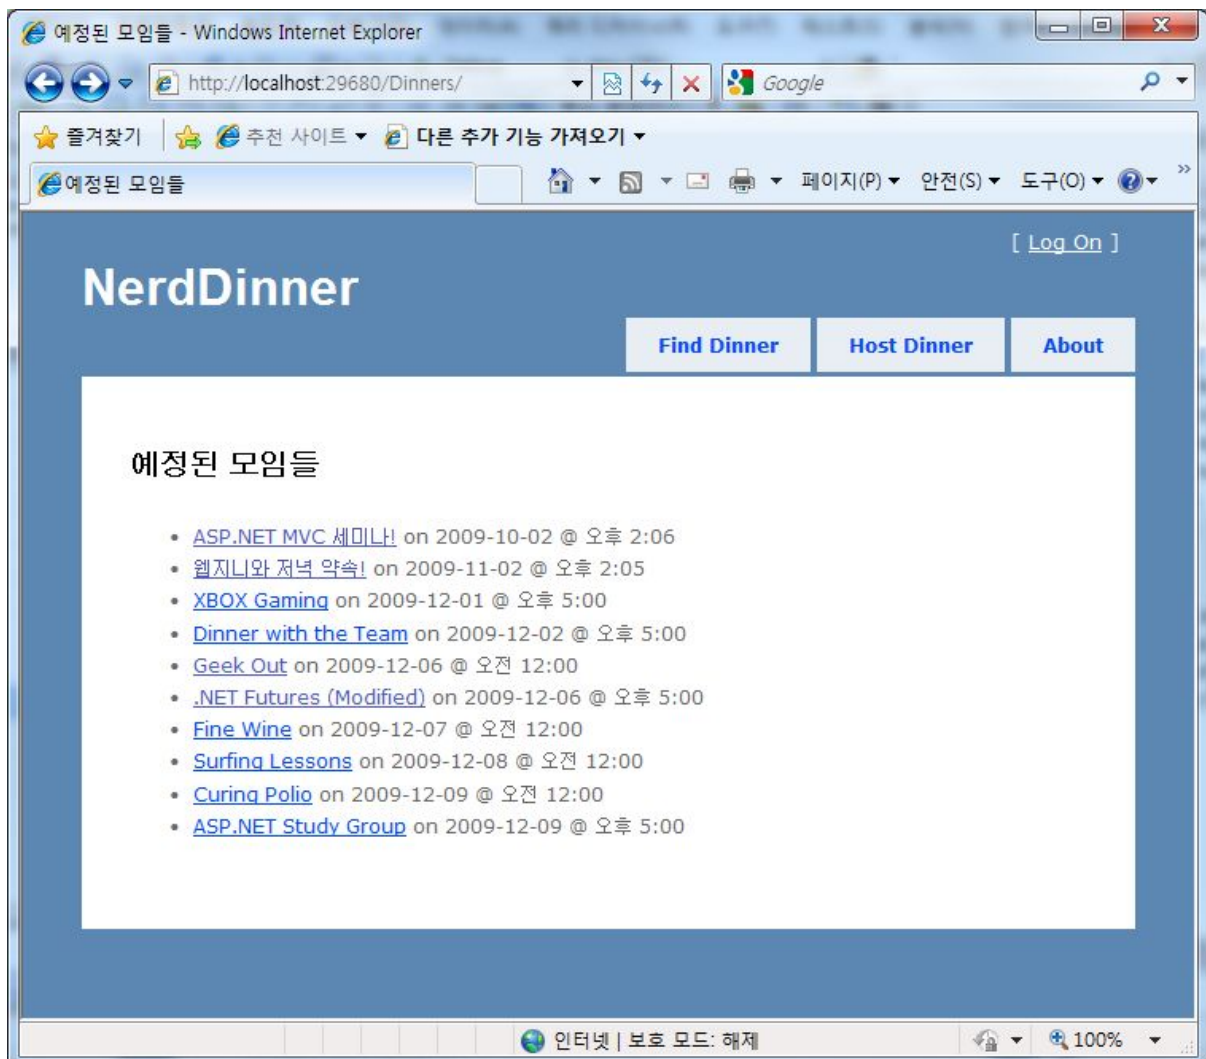 예정된 모임들 - Windows Internet Explorer
http://localhost:29680/Dinners/
Google
즐겨찾기 추천 사이트 다른 추가 기능 가져오기
예정된 모임들 페이지(P) 안전(S) 도구(O) »
[ Log On ]
NerdDinner
Find Dinner Host Dinner About
예정된 모임들
• ASP.NET MVC 세미나! on 2009-10-02 @ 오후 2:06
• 웹지니와 저녁 약속! on 2009-11-02 @ 오후 2:05
• XBOX Gaming on 2009-12-01 @ 오후 5:00
• Dinner with the Team on 2009-12-02 @ 오후 5:00
• Geek Out on 2009-12-06 @ 오전 12:00
• .NET Futures (Modified) on 2009-12-06 @ 오후 5:00
• Fine Wine on 2009-12-07 @ 오전 12:00
• Surfing Lessons on 2009-12-08 @ 오전 12:00
• Curing Polio on 2009-12-09 @ 오전 12:00
• ASP.NET Study Group on 2009-12-09 @ 오후 5:00
인터넷 | 보호 모드: 해제 100%